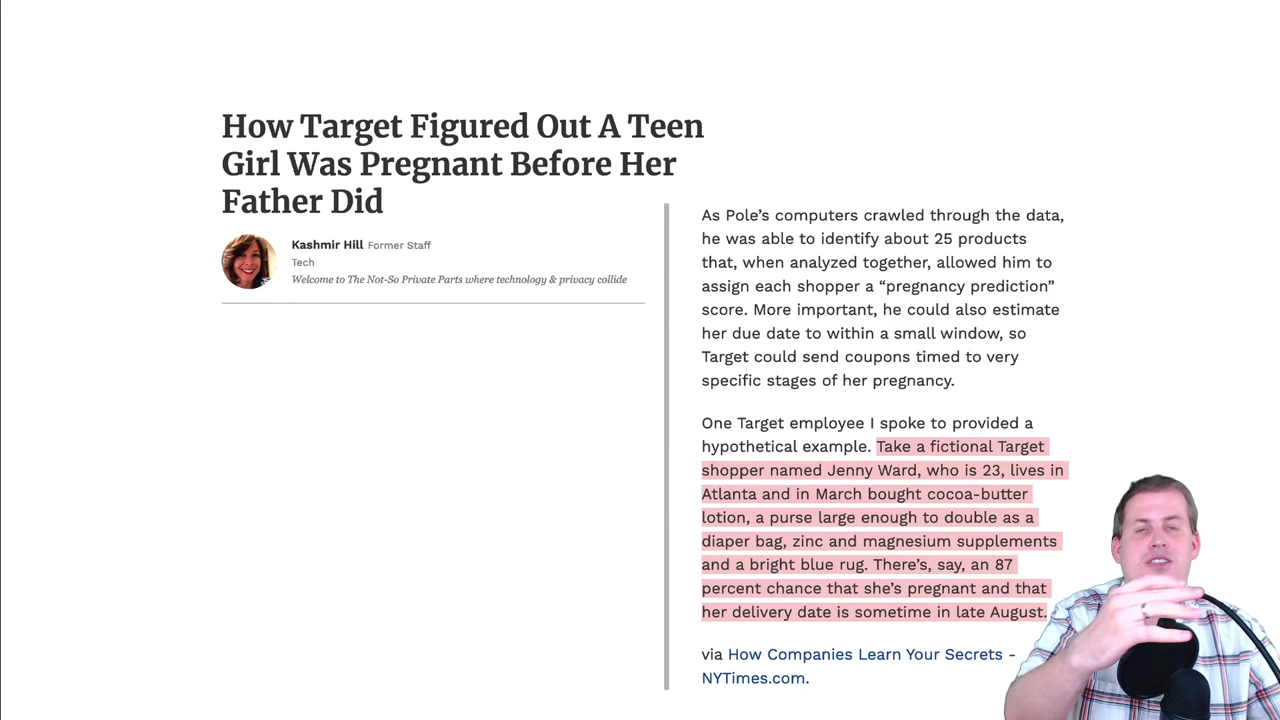 How Target Figured Out A Teen
Girl Was Pregnant Before Her
Father Did
Kashmir Hill Former Staff
Tech
Welcome to The Not-So Private Parts where technology & privacy collide
As Pole’s computers crawled through the data,
he was able to identify about 25 products
that, when analyzed together, allowed him to
assign each shopper a “pregnancy prediction”
score. More important, he could also estimate
her due date to within a small window, so
Target could send coupons timed to very
specific stages of her pregnancy.
One Target employee I spoke to provided a
hypothetical example. Take a fictional Target
shopper named Jenny Ward, who is 23, lives in
Atlanta and in March bought cocoa-butter
lotion, a purse large enough to double as a
diaper bag, zinc and magnesium supplements
and a bright blue rug. There’s, say, an 87
percent chance that she’s pregnant and that
her delivery date is sometime in late August.
via How Companies Learn Your Secrets -
NYTimes.com.